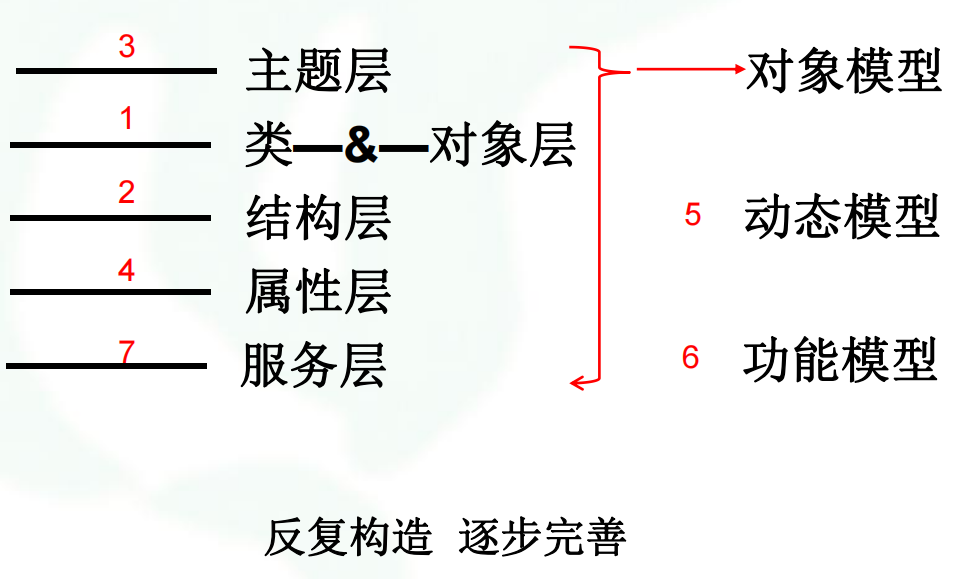 3 主题层 对象模型
1 类—&—对象层
2 结构层 5 动态模型
4 属性层
7 服务层 6 功能模型
反复构造 逐步完善